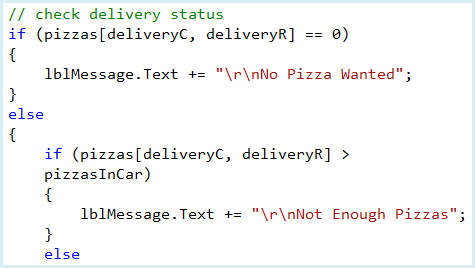 // check delivery status
if (pizzas[deliveryC, deliveryR] == 0)
{
lblMessage.Text += "\r\nNo Pizza Wanted";
}
else
{
if (pizzas[deliveryC, deliveryR] >
pizzasInCar)
{
lblMessage.Text += "\r\nNot Enough Pizzas";
}
else